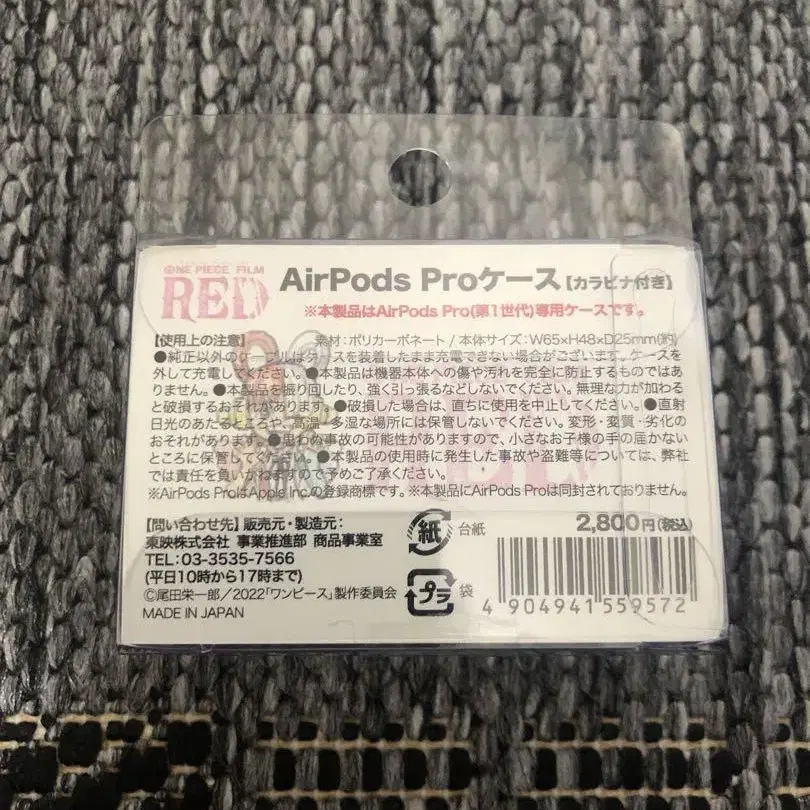 ONE PIECE FILM
RED
AirPods Proケース【カラビナ付き】
※本製品はAirPods Pro(第1世代)専用ケースです。
【使用上の注意】 素材:ポリカーボネート / 本体サイズ:W65×H48×D25mm(約)
●純正以外のケーブルはケースを装着したまま充電できない場合がございます。ケースを
外して充電してください。●本製品は機器本体への傷や汚れを完全に防止するものではあ
りません。●本製品を振り回したり、強く引っ張るなどしないでください。無理な力が加わる
と破損するおそれがあります。●破損した場合は、直ちに使用を中止してください。●直射
日光のあたるところや、高温・多湿な場所には保管しないでください。変形・変質・劣化の
おそれがあります。●思わぬ事故の可能性がありますので、小さなお子様の手の届かない
ところに保管してください。●本製品の使用時に発生した事故や盗難等については、弊社
では責任を負いかねますので予めご了承ください。
※AirPods ProはApple Inc.の登録商標です。※本製品にAirPods Proは同封されておりません。
【問い合わせ先】販売元・製造元:
東映株式会社 事業推進部 商品事業室
TEL:03-3535-7566
(平日10時から17時まで)
©尾田栄一郎/2022「ワンピース」製作委員会
MADE IN JAPAN
紙 台紙
プラ 袋
2,800円(税込)
4 904941 559572